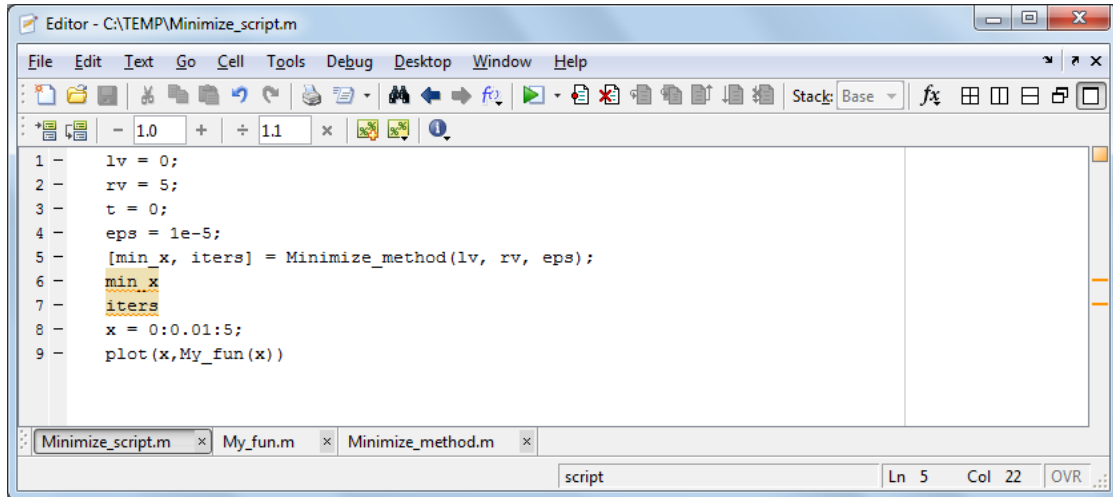 Editor - C:\TEMP\Minimize_script.m
File Edit Text Go Cell Tools Debug Desktop Window Help
Stack: Base fx
- 1.0 + ÷ 1.1 ×
1 - lv = 0;
2 - rv = 5;
3 - t = 0;
4 - eps = 1e-5;
5 - [min_x, iters] = Minimize_method(lv, rv, eps);
6 - min_x
7 - iters
8 - x = 0:0.01:5;
9 - plot(x,My_fun(x))
Minimize_script.m × My_fun.m × Minimize_method.m ×
script Ln 5 Col 22 OVR